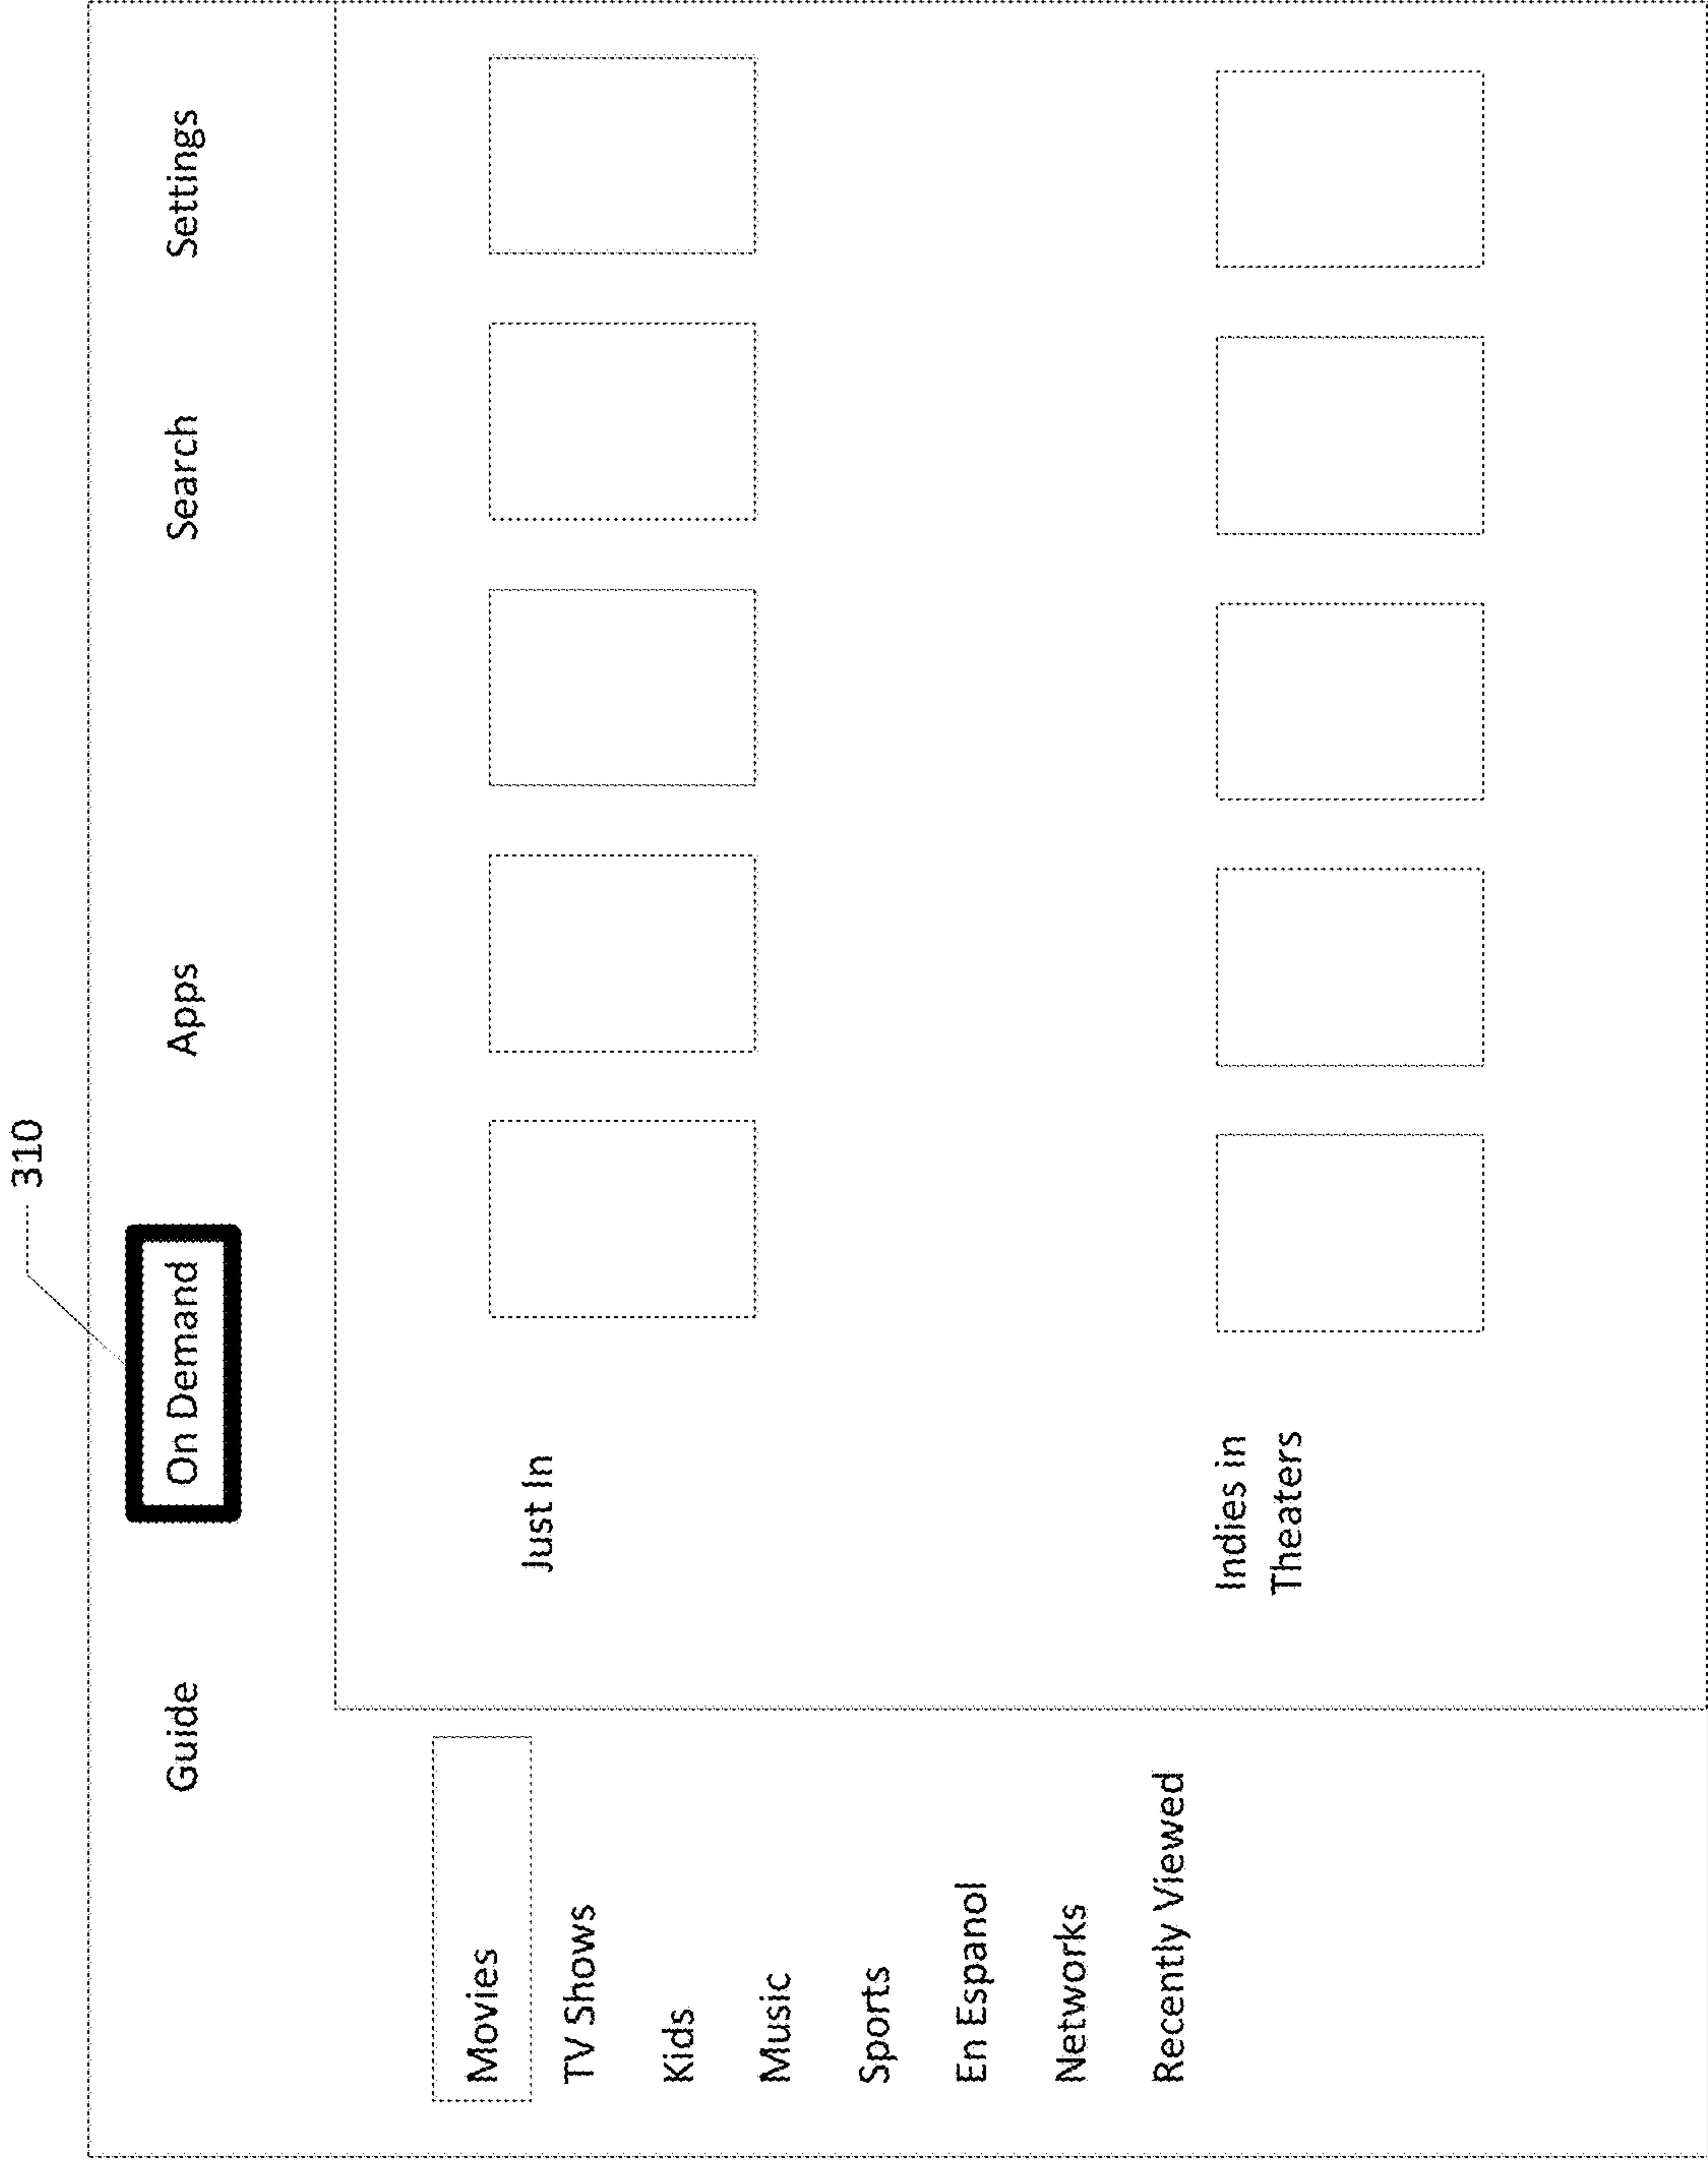 310
Guide
On Demand
Apps
Search
Settings
Movies
TV Shows
Kids
Music
Sports
En Espanol
Networks
Recently Viewed
Just In
Indies in
Theaters